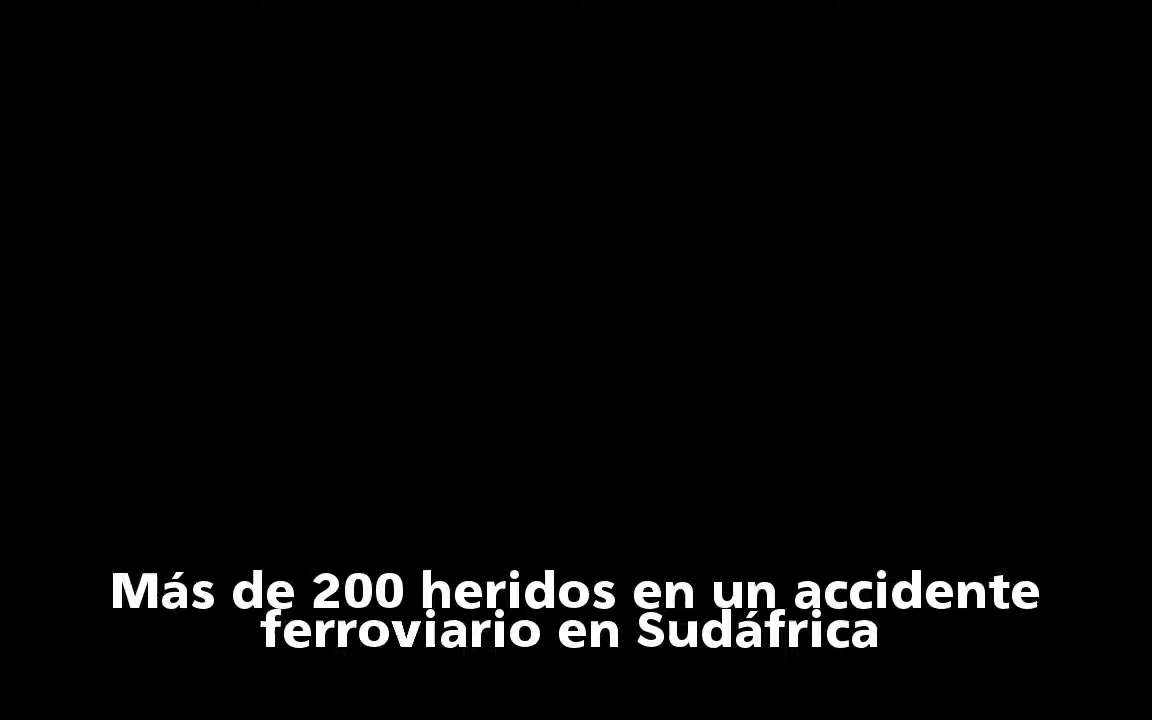 Más de 200 heridos en un accidente
ferroviario en Sudáfrica